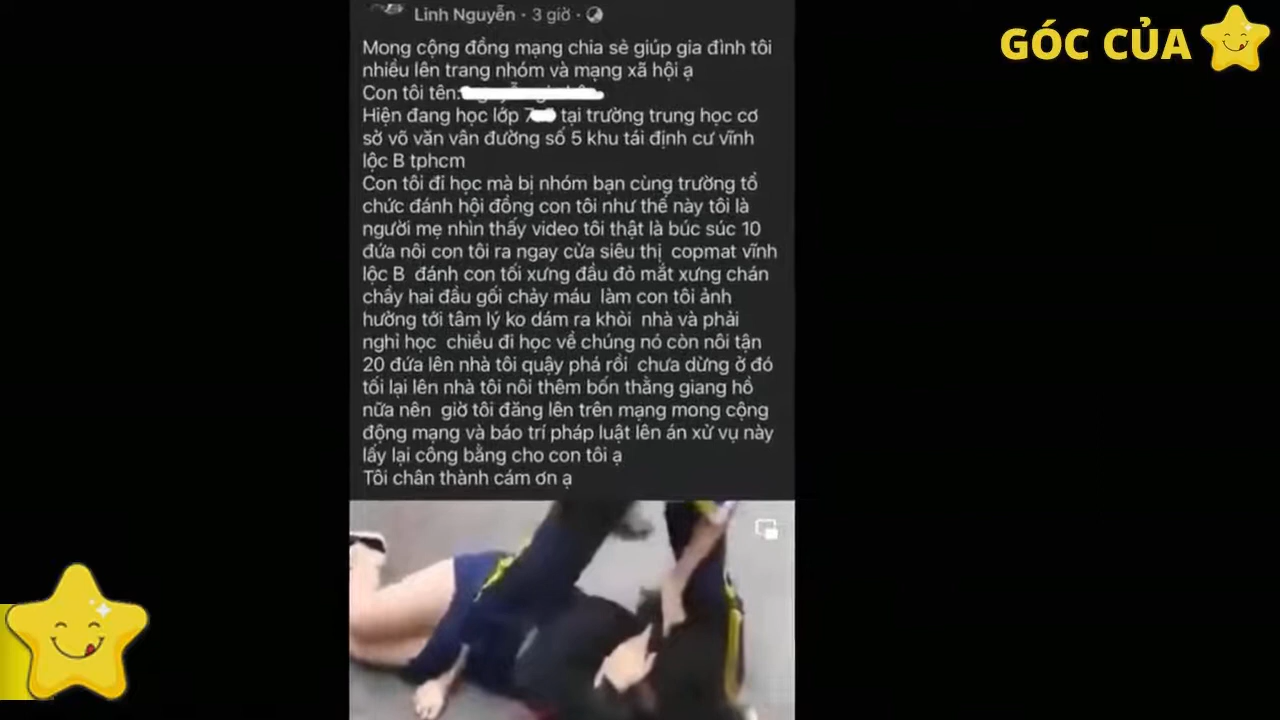 Linh Nguyễn · 3 giờ ·
GÓC CỦA
Mong cộng đồng mạng chia sẻ giúp gia đình tôi
nhiều lên trang nhóm và mạng xã hội ạ
Con tôi tên:
Hiện đang học lớp 7 tại trường trung học cơ
sở võ văn vân đường số 5 khu tái định cư vĩnh
lộc B tphcm
Con tôi đi học mà bị nhóm bạn cùng trường tổ
chức đánh hội đồng con tôi như thế này tôi là
người mẹ nhìn thấy video tôi thật là búc súc 10
đứa nôi con tôi ra ngay cửa siêu thị copmat vĩnh
lộc B đánh con tối xưng đầu đỏ mắt xưng chán
chầy hai đầu gối chảy máu làm con tôi ảnh
hưởng tới tâm lý ko dám ra khỏi nhà và phải
nghỉ học chiều đi học về chúng nó còn nôi tận
20 đứa lên nhà tôi quậy phá rồi chưa dừng ở đó
tối lại lên nhà tôi nôi thêm bốn thằng giang hồ
nữa nên giờ tôi đăng lên trên mạng mong cộng
động mạng và báo trí pháp luật lên án xử vụ này
lấy lại công bằng cho con tôi ạ
Tôi chân thành cám ơn ạ